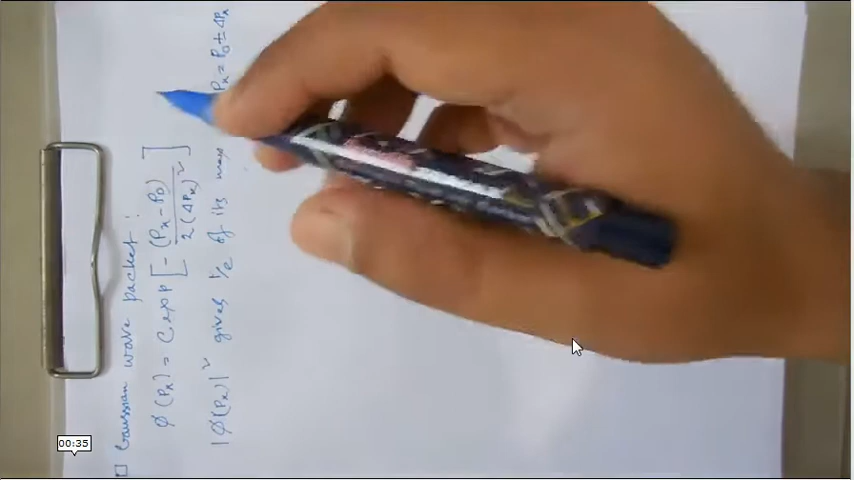 □ Gaussian wave packet :
φ(Px) = C exp [ - (Px - P0) / 2(ΔPx)² ]
|φ(Px)|² gives 1/e of its max Px = P0 ± ΔPx
00:35